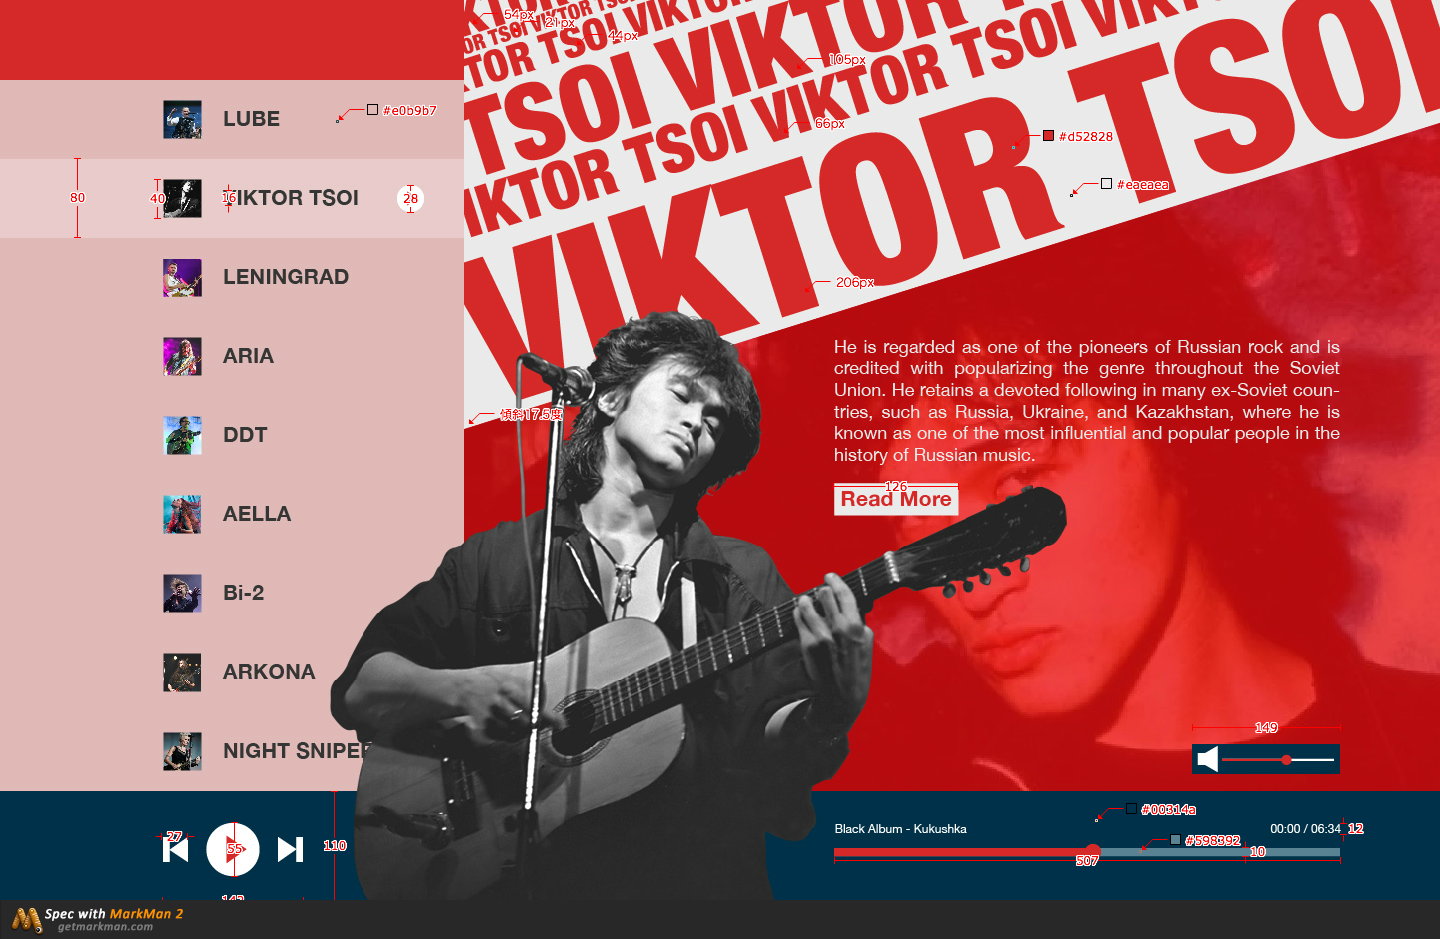 VIKTOR
54px
TSOI VIKTOR TSOI VIKTOR
21px
44px
TSOI VIKTOR
105px
VIKTOR TSOI VIKTOR TSOI VIKTOR TSOI
66px
VIKTOR TSOI
206px
#d52828
#eaeaea
傾斜17.5度
LUBE
#e0b9b7
80
40
16
VIKTOR TSOI
28
LENINGRAD
ARIA
DDT
AELLA
Bi-2
ARKONA
NIGHT SNIPER
He is regarded as one of the pioneers of Russian rock and is
credited with popularizing the genre throughout the Soviet
Union. He retains a devoted following in many ex-Soviet coun-
tries, such as Russia, Ukraine, and Kazakhstan, where he is
known as one of the most influential and popular people in the
history of Russian music.
126
Read More
149
27
55
110
Black Album - Kukushka
#00314a
00:00 / 06:34
12
#598392
10
507
Spec with MarkMan 2
getmarkman.com